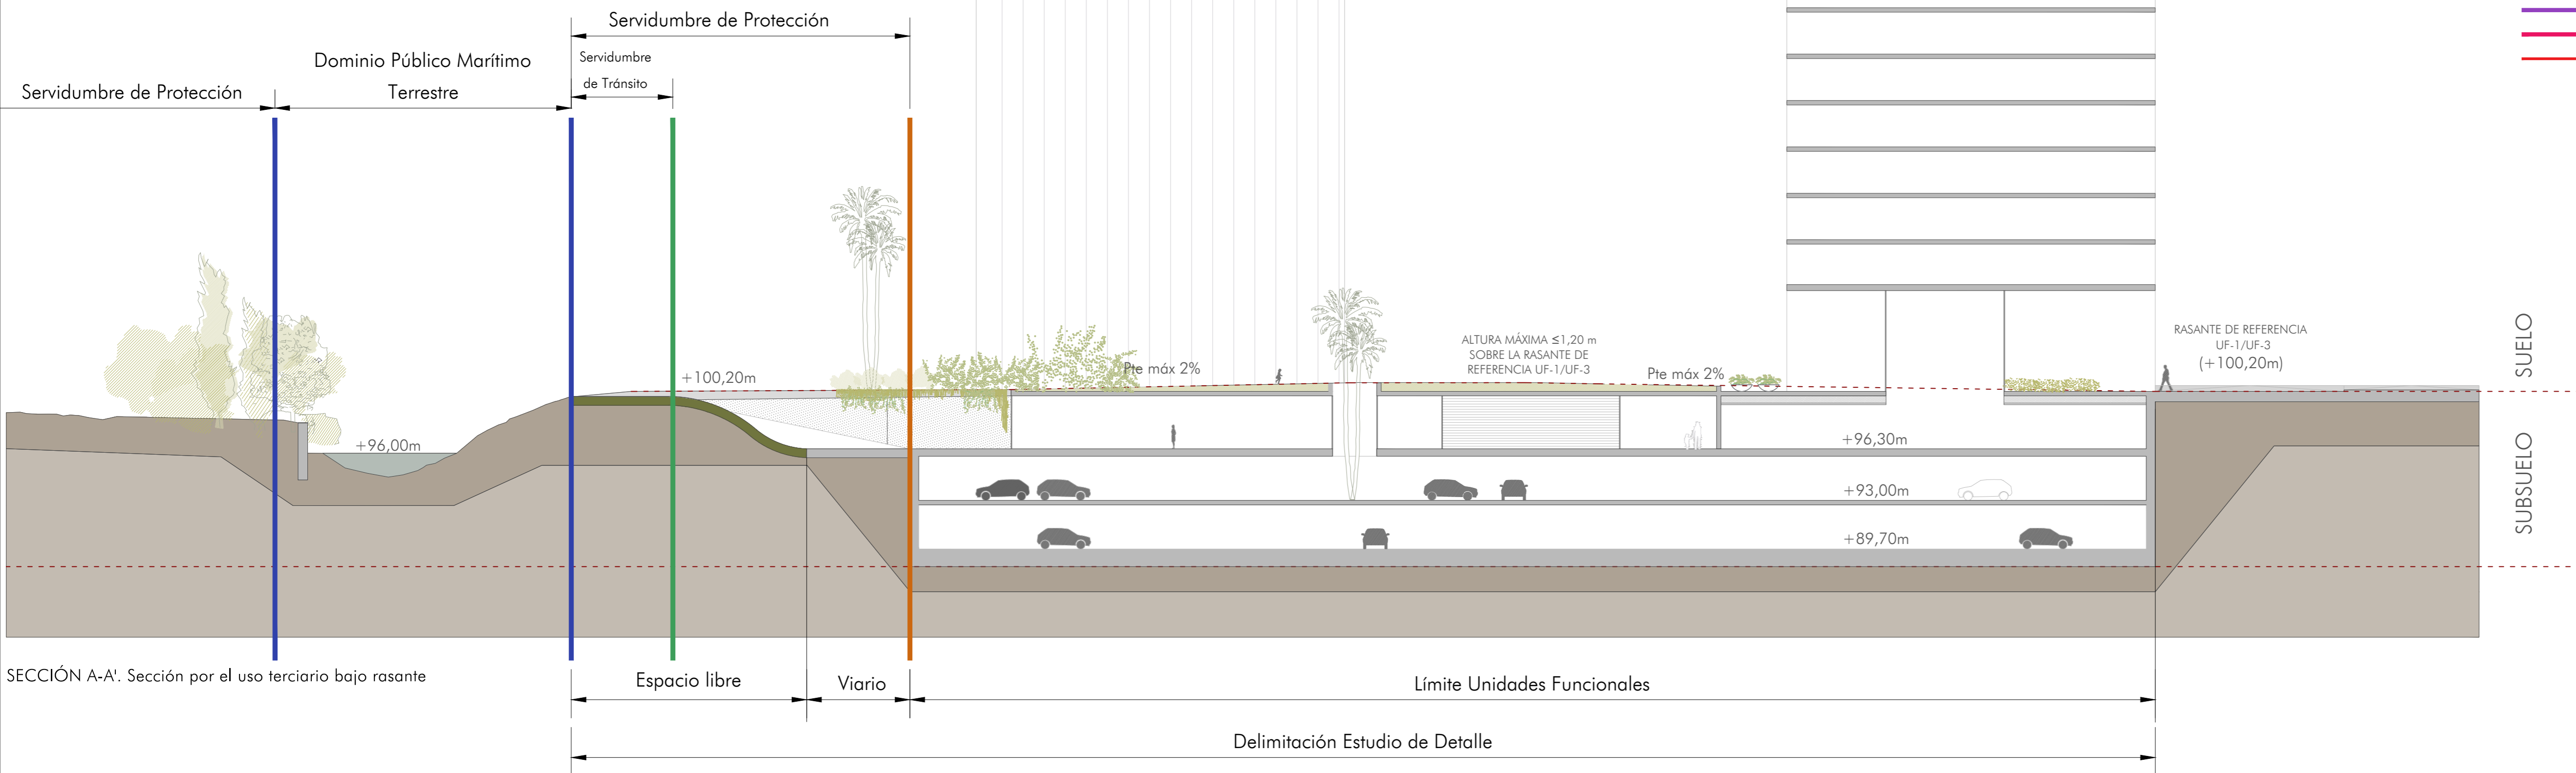 Servidumbre de Protección
Dominio Público Marítimo
Terrestre
Servidumbre de Protección
Servidumbre
de Tránsito
+100,20m
+96,00m
Pte máx 2%
ALTURA MÁXIMA ≤1,20 m
SOBRE LA RASANTE DE
REFERENCIA UF-1/UF-3
Pte máx 2%
RASANTE DE REFERENCIA
UF-1/UF-3
(+100,20m)
SUELO
SUBSUELO
+96,30m
+93,00m
+89,70m
SECCIÓN A-A'. Sección por el uso terciario bajo rasante
Espacio libre
Viario
Límite Unidades Funcionales
Delimitación Estudio de Detalle